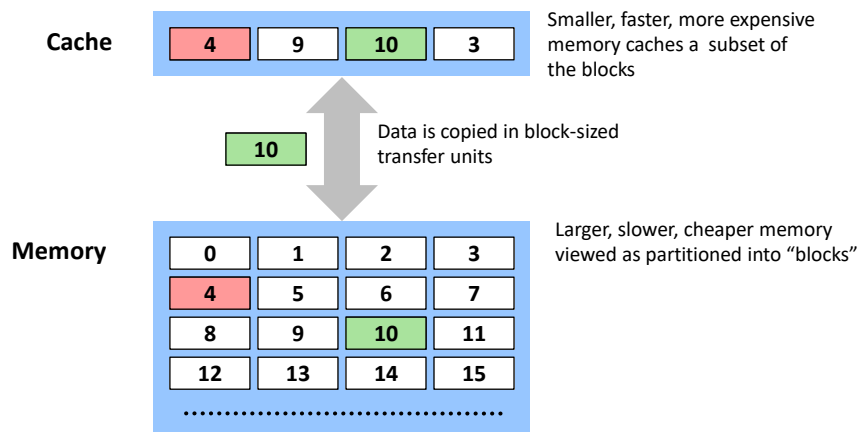 Cache
4 9 10 3
Smaller, faster, more expensive
memory caches a  subset of
the blocks
10
Data is copied in block-sized
transfer units
Memory
0 1 2 3
4 5 6 7
8 9 10 11
12 13 14 15
Larger, slower, cheaper memory
viewed as partitioned into “blocks”